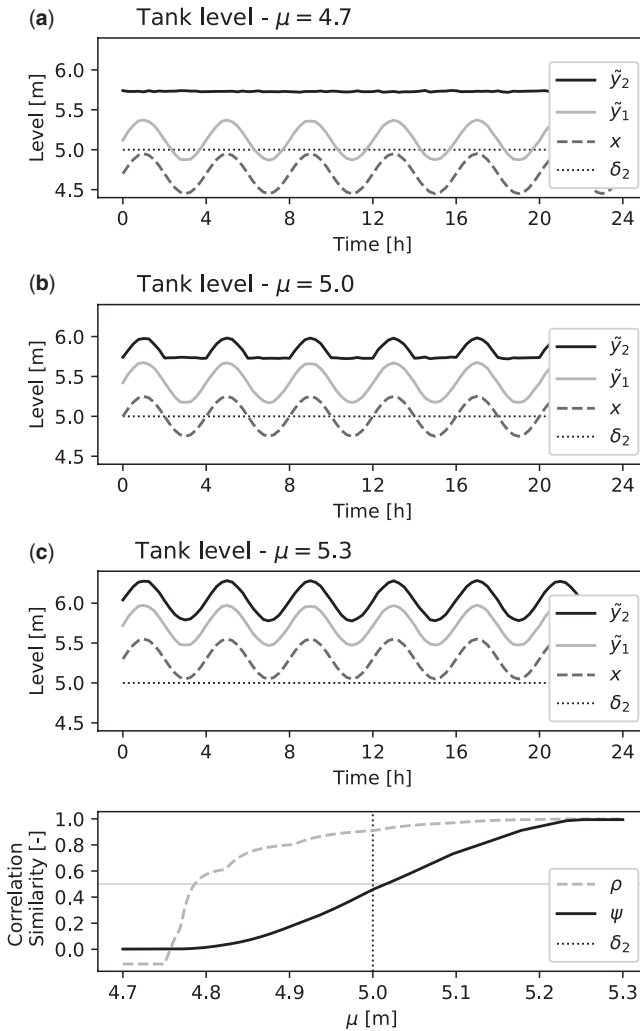 (a) Tank level - μ = 4.7
Level [m]
6.0
5.5
5.0
4.5
ỹ₂
ỹ₁
x
δ₂
0 4 8 12 16 20 24
Time [h]
(b) Tank level - μ = 5.0
Level [m]
6.0
5.5
5.0
4.5
ỹ₂
ỹ₁
x
δ₂
0 4 8 12 16 20 24
Time [h]
(c) Tank level - μ = 5.3
Level [m]
6.0
5.5
5.0
4.5
ỹ₂
ỹ₁
x
δ₂
0 4 8 12 16 20 24
Time [h]
Correlation
Similarity [-]
1.0
0.8
0.6
0.4
0.2
0.0
ρ
ψ
δ₂
4.7 4.8 4.9 5.0 5.1 5.2 5.3
μ [m]